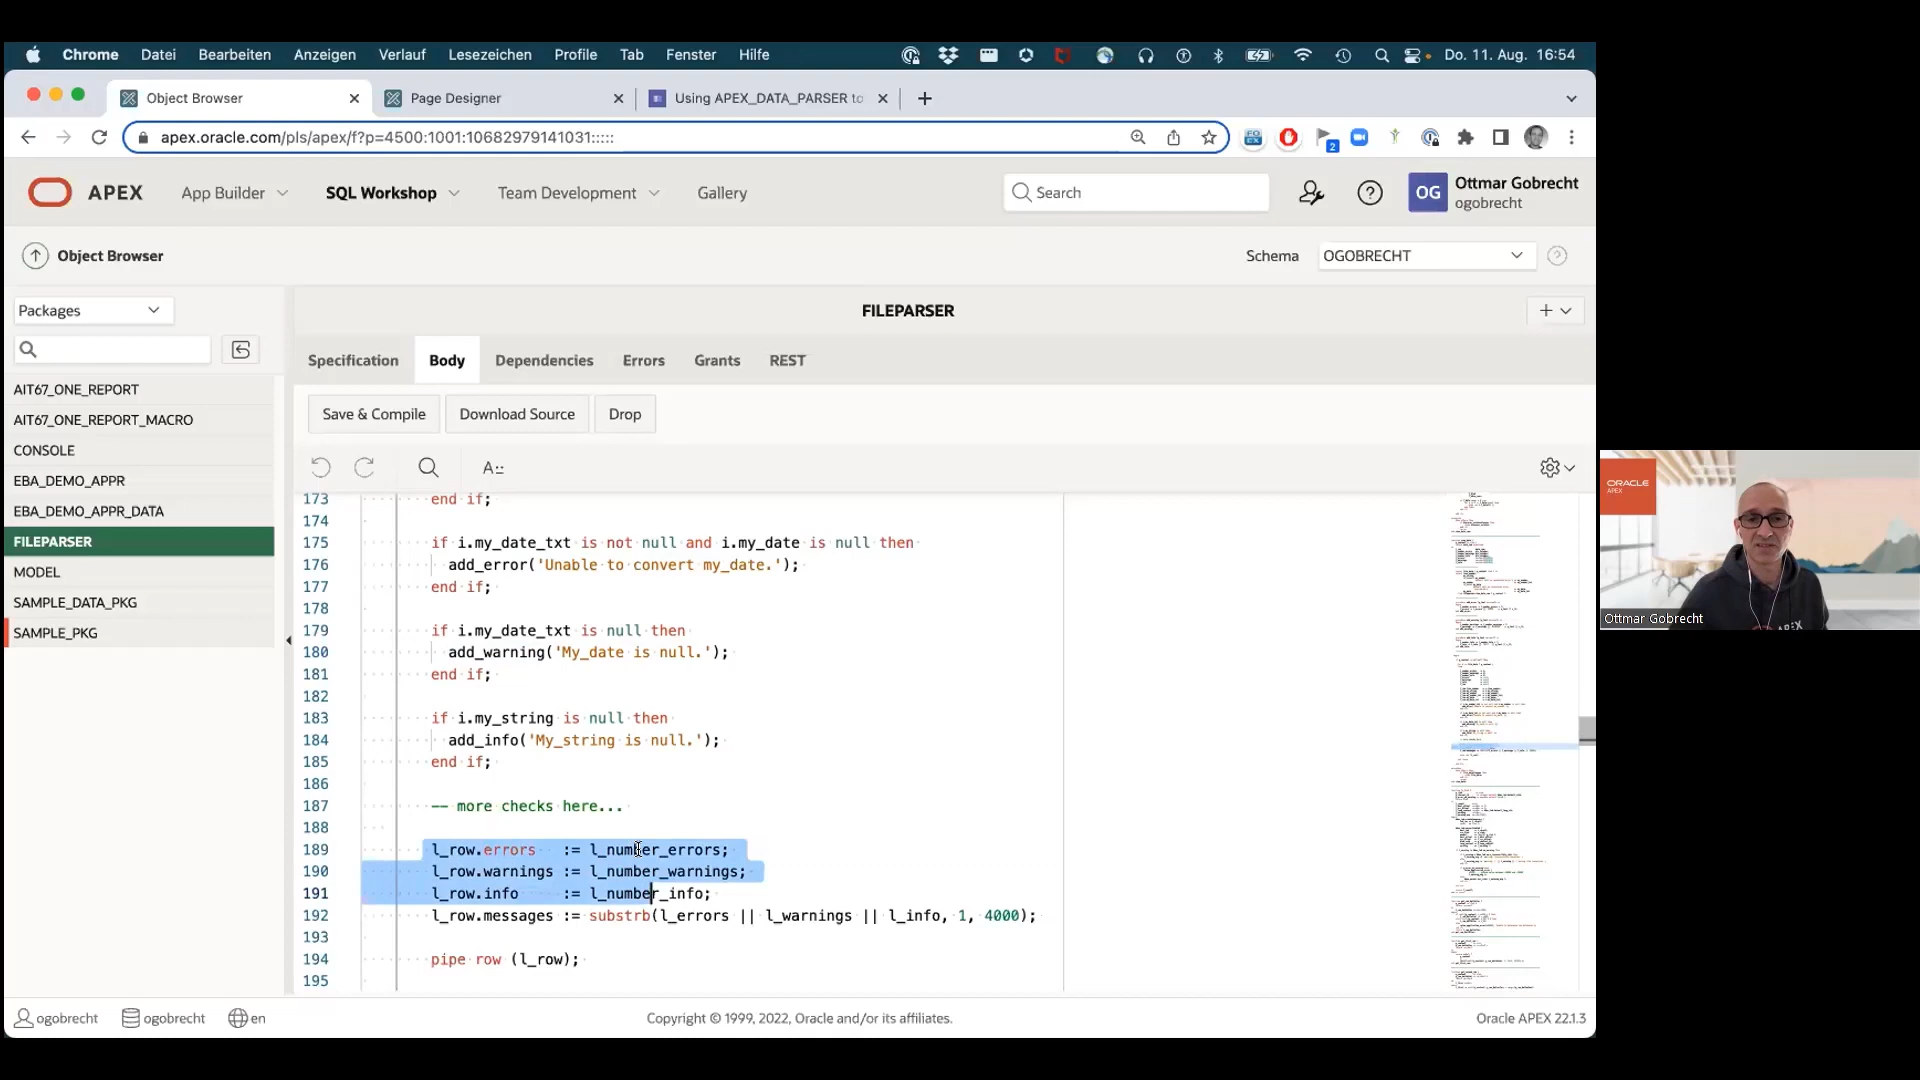 Chrome Datei Bearbeiten Anzeigen Verlauf Lesezeichen Profile Tab Fenster Hilfe Do. 11. Aug. 16:54
Object Browser Page Designer Using APEX_DATA_PARSER to
apex.oracle.com/pls/apex/f?p=4500:1001:10682979141031:::::
2
APEX App Builder SQL Workshop Team Development Gallery Search OG Ottmar Gobrecht
ogobrecht
Object Browser Schema OGOBRECHT
Packages FILEPARSER
Specification Body Dependencies Errors Grants REST
AIT67_ONE_REPORT
AIT67_ONE_REPORT_MACRO
CONSOLE
EBA_DEMO_APPR
EBA_DEMO_APPR_DATA
FILEPARSER
MODEL
SAMPLE_DATA_PKG
SAMPLE_PKG
Save & Compile Download Source Drop
173 end if;
174
175 if i.my_date_txt is not null and i.my_date is null then
176 add_error('Unable to convert my_date.');
177 end if;
178
179 if i.my_date_txt is null then
180 add_warning('My_date is null.');
181 end if;
182
183 if i.my_string is null then
184 add_info('My_string is null.');
185 end if;
186
187 -- more checks here...
188
189 l_row.errors := l_number_errors;
190 l_row.warnings := l_number_warnings;
191 l_row.info := l_number_info;
192 l_row.messages := substrb(l_errors || l_warnings || l_info, 1, 4000);
193
194 pipe row (l_row);
195
ogobrecht ogobrecht en Copyright © 1999, 2022, Oracle and/or its affiliates. Oracle APEX 22.1.3
ORACLE
APEX
Ottmar Gobrecht